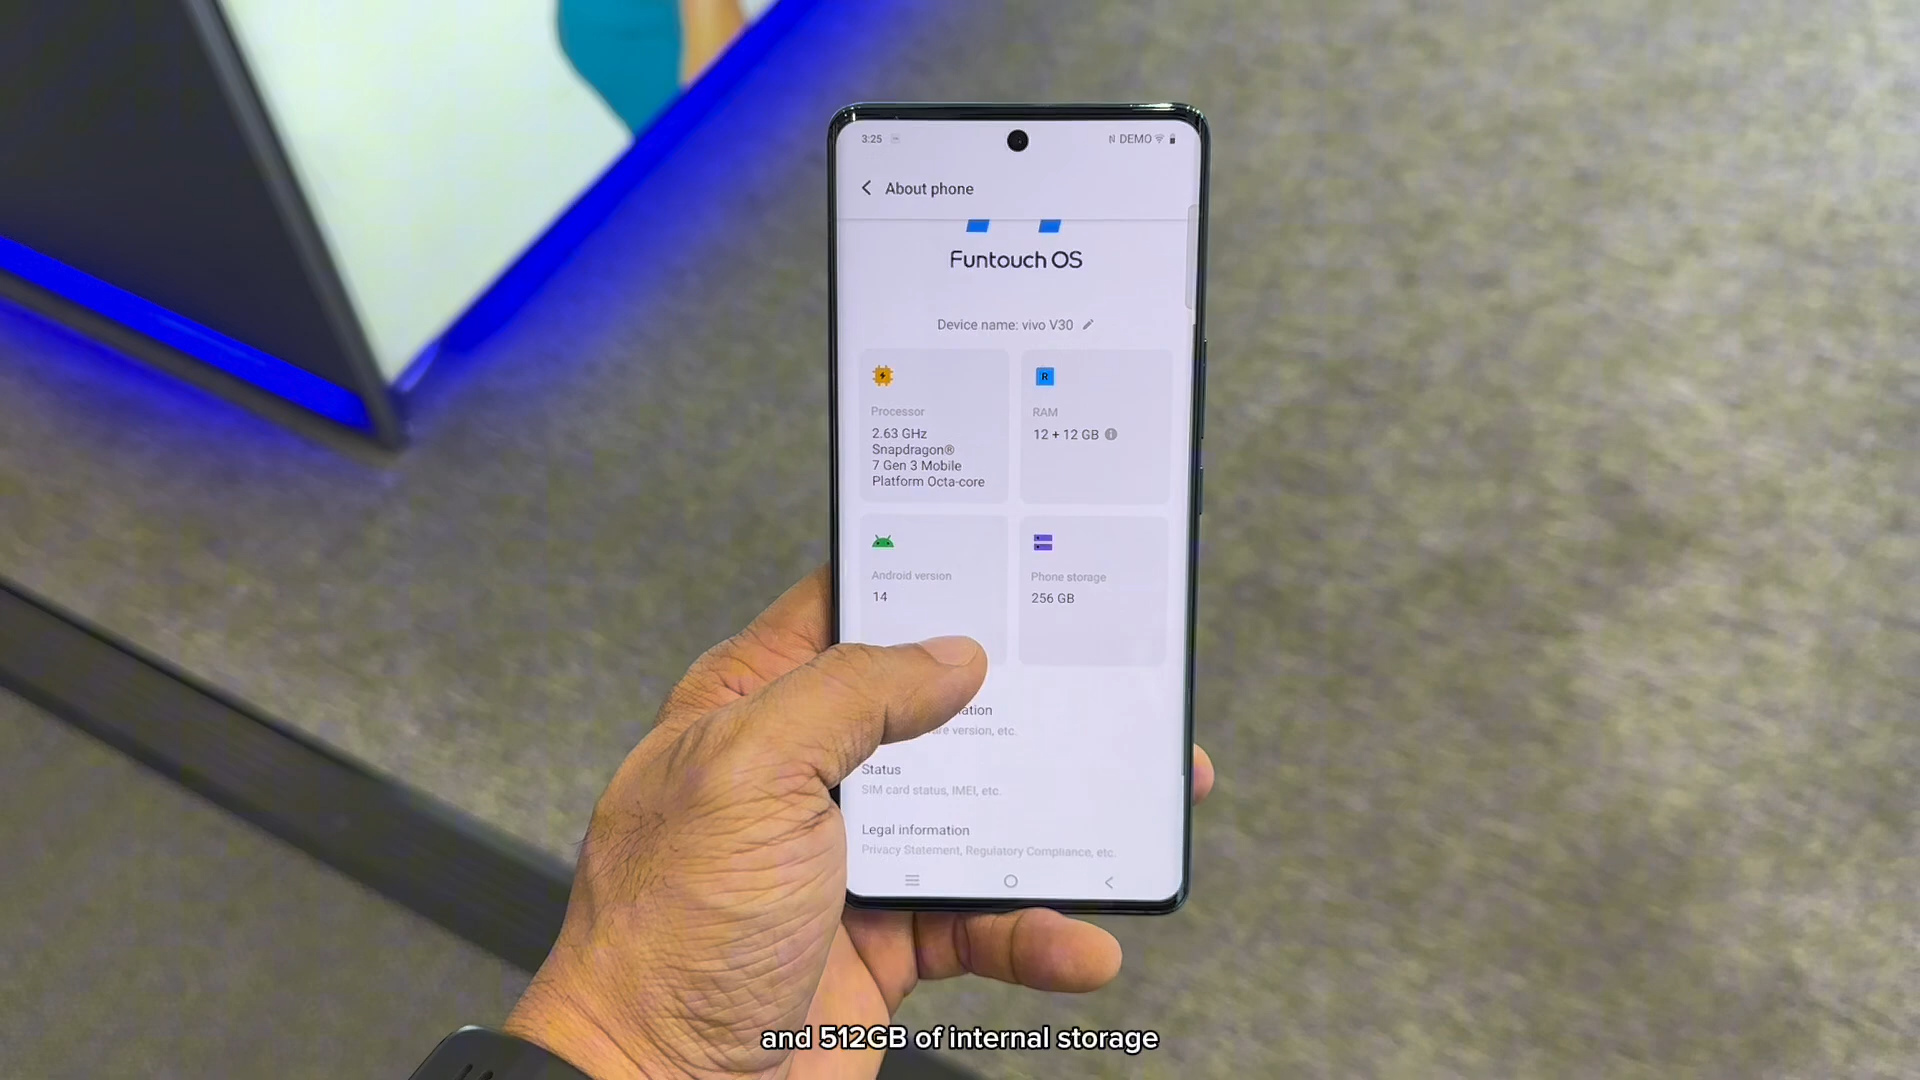 3:25 DEMO
About phone
Funtouch OS
Device name: vivo V30
R
Processor
2.63 GHz
Snapdragon®
7 Gen 3 Mobile
Platform Octa-core
RAM
12 + 12 GB
Android version
14
Phone storage
256 GB
ation
are version, etc.
Status
SIM card status, IMEI, etc.
Legal information
Privacy Statement, Regulatory Compliance, etc.
and 512GB of internal storage